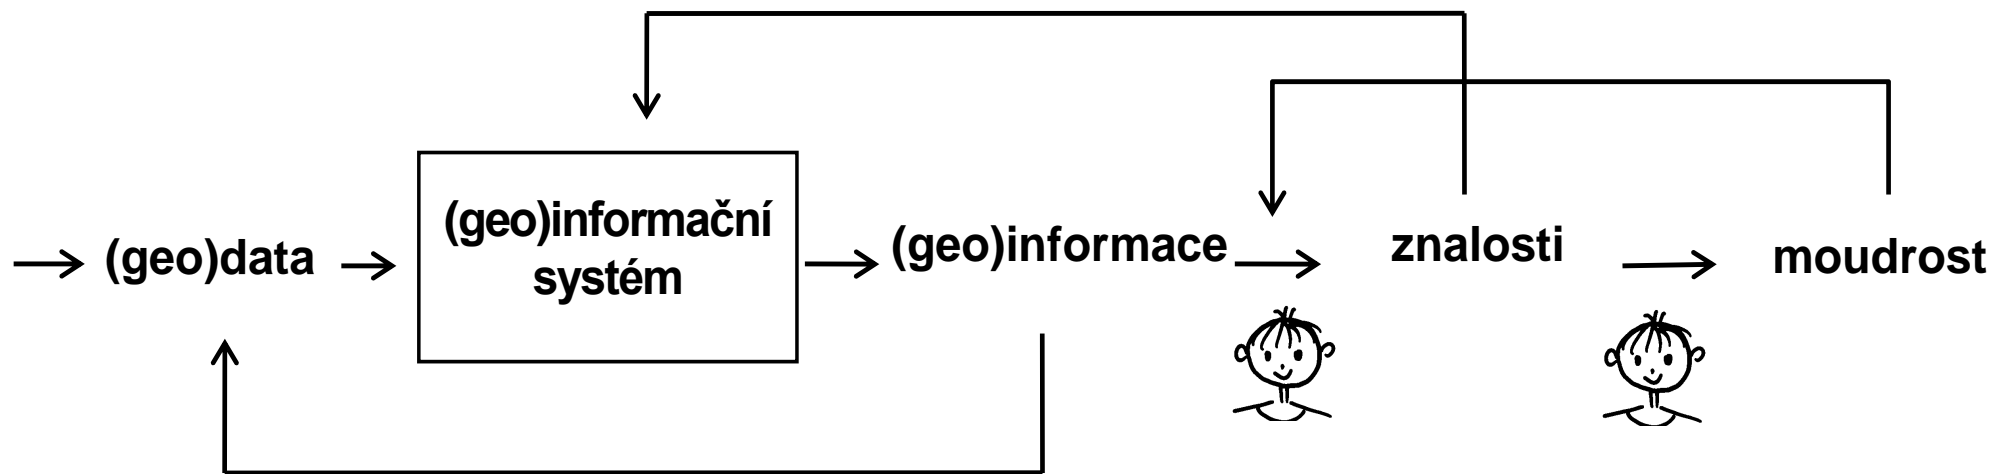 (geo)data
(geo)informační
systém
(geo)informace
znalosti
moudrost